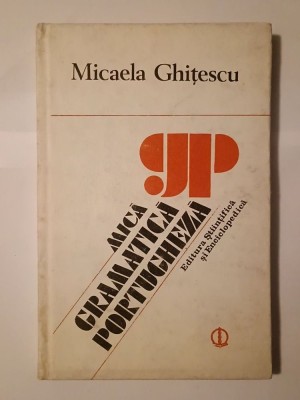 Micaela Ghițescu
gp
MICĂ
GRAMATICĂ
PORTUGHEZĂ
Editura Științifică
și Enciclopedică